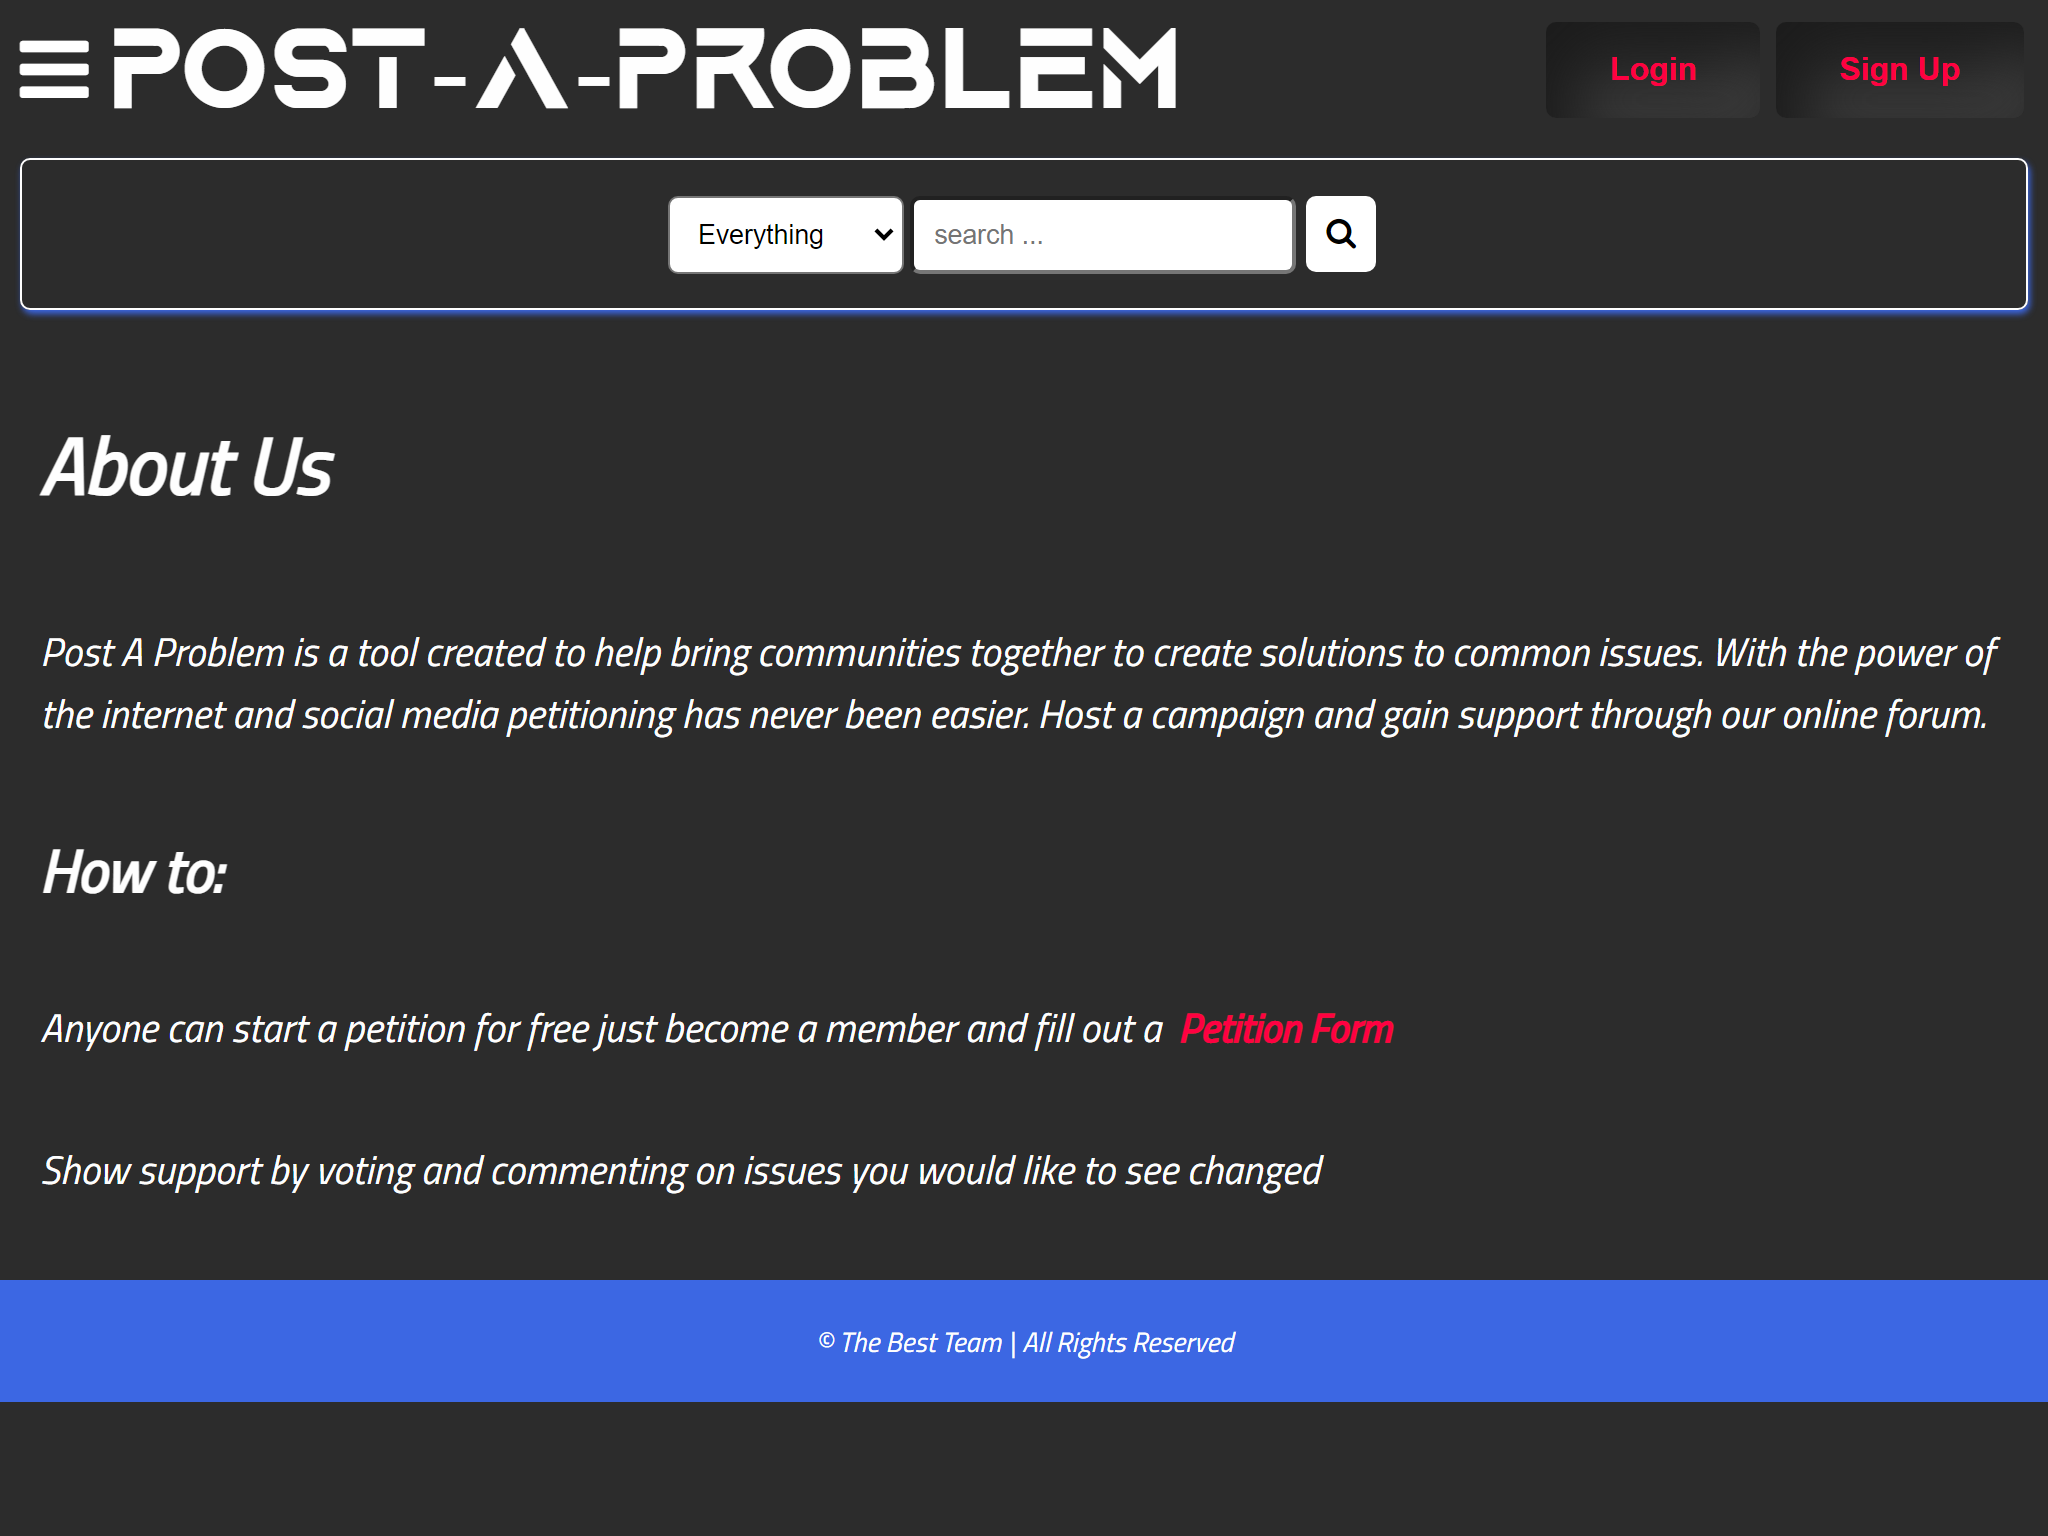 POST-A-PROBLEM
Login
Sign Up
Everything
search ...
About Us
Post A Problem is a tool created to help bring communities together to create solutions to common issues. With the power of
the internet and social media petitioning has never been easier. Host a campaign and gain support through our online forum.
How to:
Anyone can start a petition for free just become a member and fill out a Petition Form
Show support by voting and commenting on issues you would like to see changed
© The Best Team | All Rights Reserved